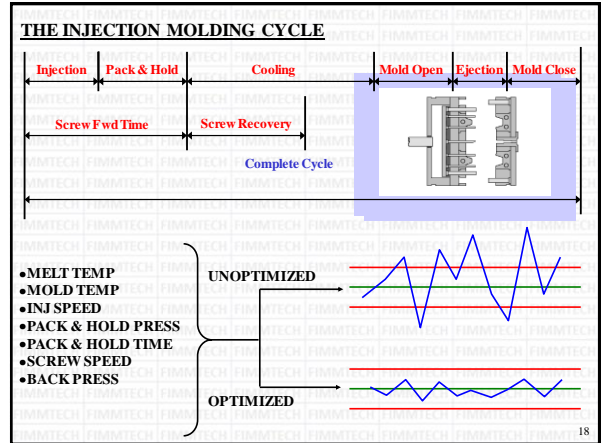 THE INJECTION MOLDING CYCLE
Injection Pack & Hold Cooling Mold Open Ejection Mold Close
Screw Fwd Time Screw Recovery
Complete Cycle
•MELT TEMP
•MOLD TEMP
•INJ SPEED
•PACK & HOLD PRESS
•PACK & HOLD TIME
•SCREW SPEED
•BACK PRESS
UNOPTIMIZED
OPTIMIZED
18